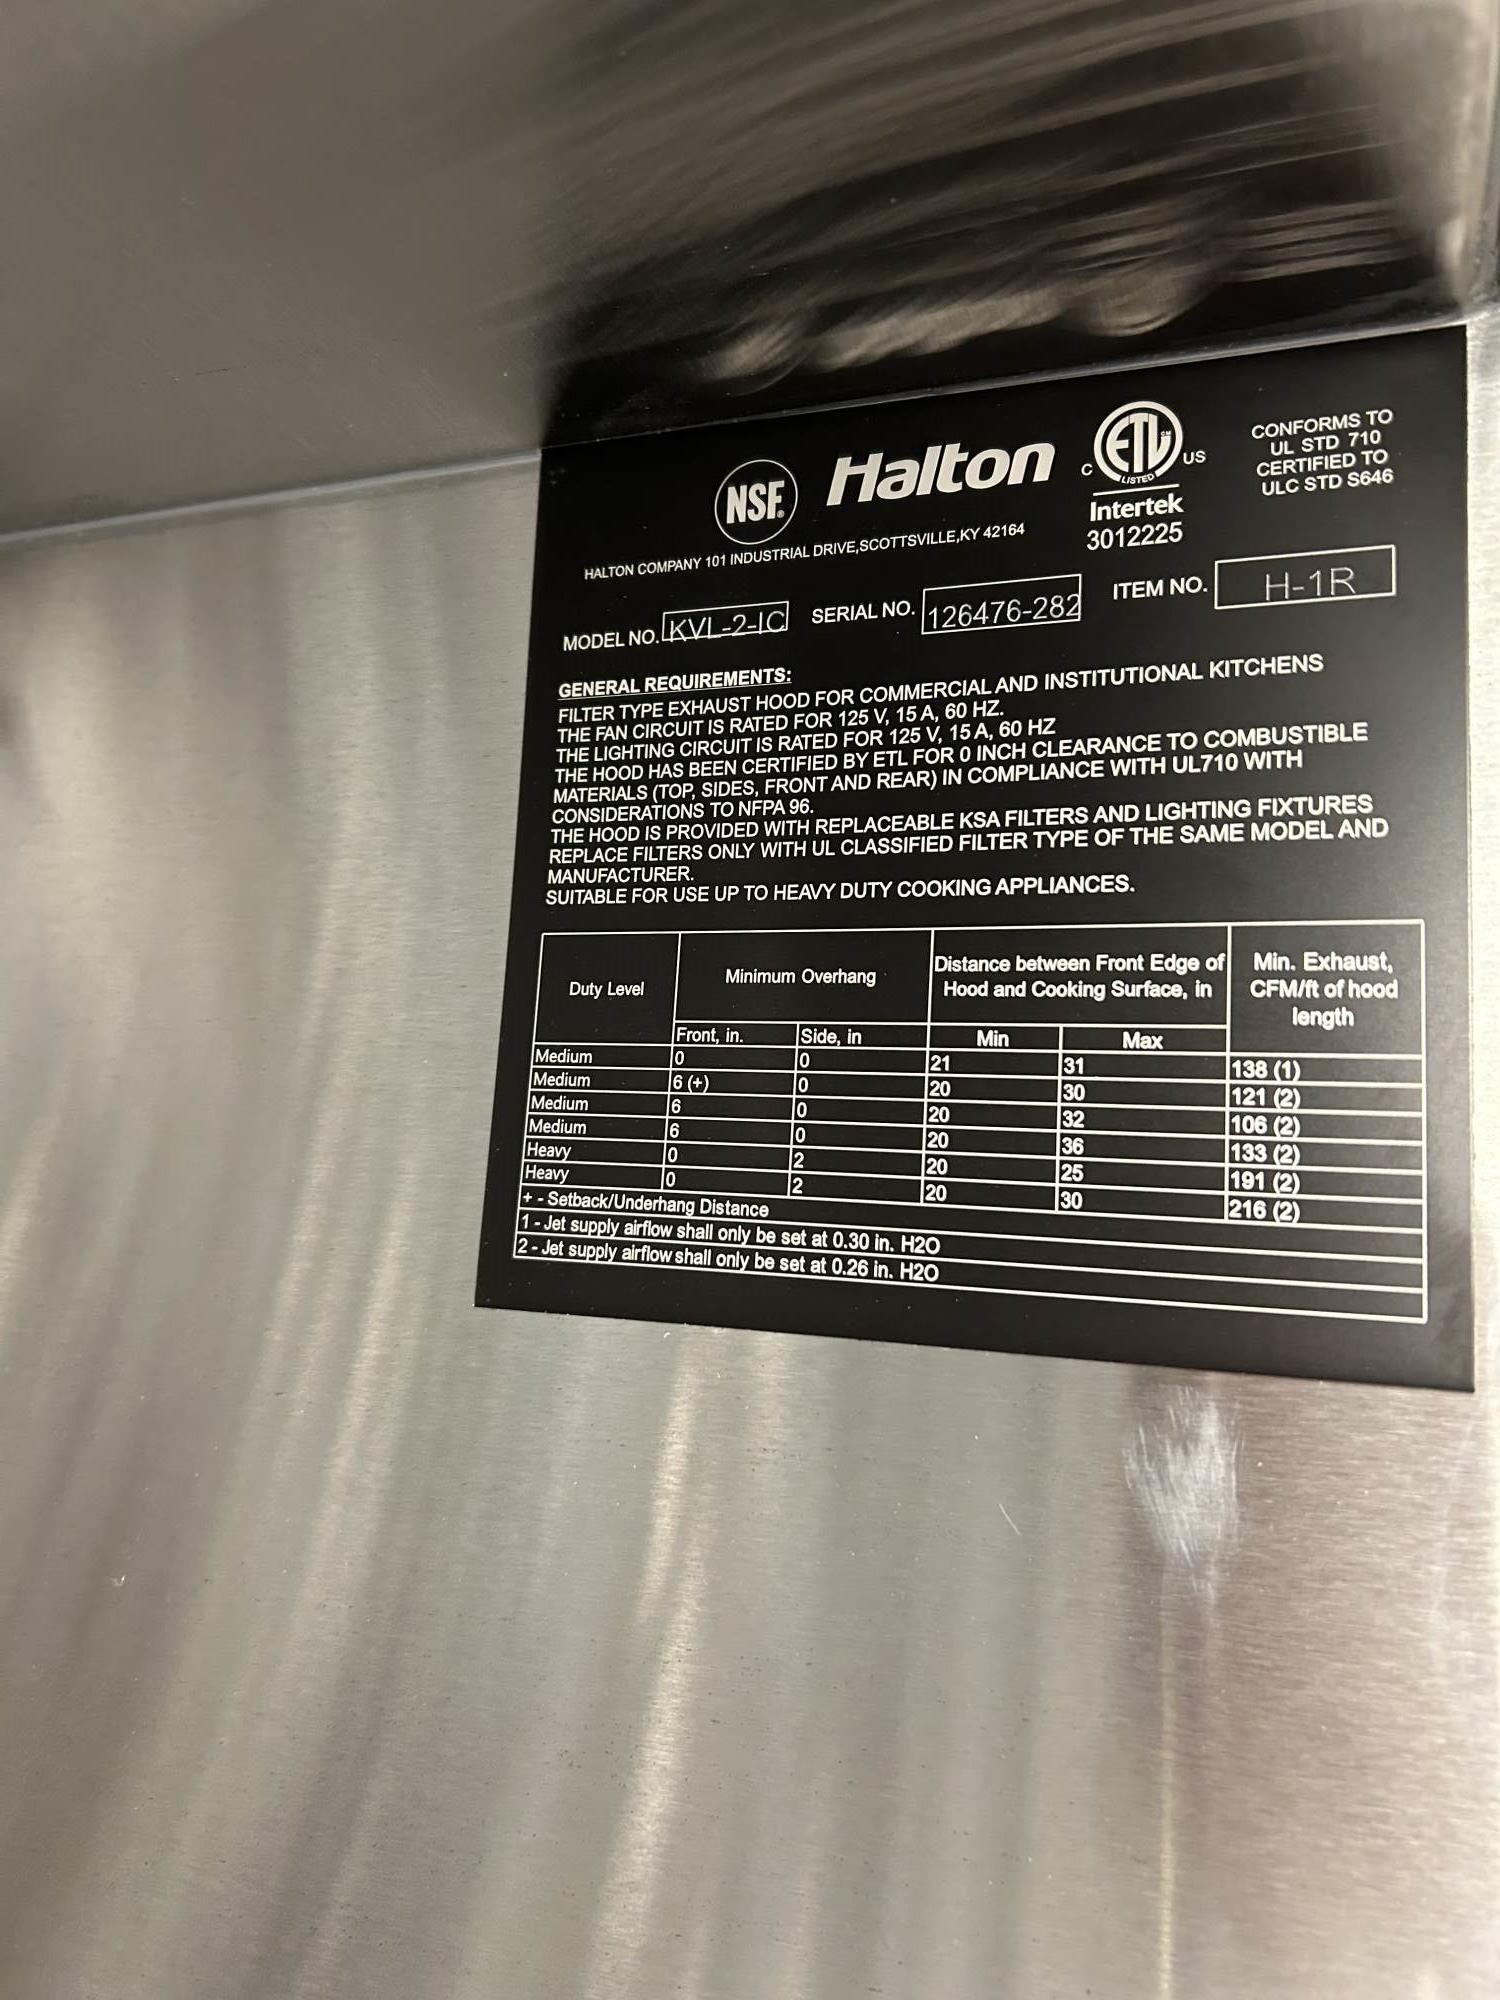 NSF®
Halton
C ETL CM US
LISTED
Intertek
3012225
CONFORMS TO
UL STD 710
CERTIFIED TO
ULC STD S646
HALTON COMPANY 101 INDUSTRIAL DRIVE,SCOTTSVILLE,KY 42164
MODEL NO. KVL-2-IC SERIAL NO. 126476-282 ITEM NO. H-1R
GENERAL REQUIREMENTS:
FILTER TYPE EXHAUST HOOD FOR COMMERCIAL AND INSTITUTIONAL KITCHENS
THE FAN CIRCUIT IS RATED FOR 125 V, 15 A, 60 HZ.
THE LIGHTING CIRCUIT IS RATED FOR 125 V, 15 A, 60 HZ
THE HOOD HAS BEEN CERTIFIED BY ETL FOR 0 INCH CLEARANCE TO COMBUSTIBLE
MATERIALS (TOP, SIDES, FRONT AND REAR) IN COMPLIANCE WITH UL710 WITH
CONSIDERATIONS TO NFPA 96.
THE HOOD IS PROVIDED WITH REPLACEABLE KSA FILTERS AND LIGHTING FIXTURES
REPLACE FILTERS ONLY WITH UL CLASSIFIED FILTER TYPE OF THE SAME MODEL AND
MANUFACTURER.
SUITABLE FOR USE UP TO HEAVY DUTY COOKING APPLIANCES.
Duty Level Minimum Overhang Distance between Front Edge of Hood and Cooking Surface, in Min. Exhaust, CFM/ft of hood length
Front, in. Side, in Min Max
Medium 0 0 21 31 138 (1)
Medium 6 (+) 0 20 30 121 (2)
Medium 6 0 20 32 106 (2)
Medium 6 0 20 36 133 (2)
Heavy 0 2 20 25 191 (2)
Heavy 0 2 20 30 216 (2)
+ - Setback/Underhang Distance
1 - Jet supply airflow shall only be set at 0.30 in. H2O
2 - Jet supply airflow shall only be set at 0.26 in. H2O